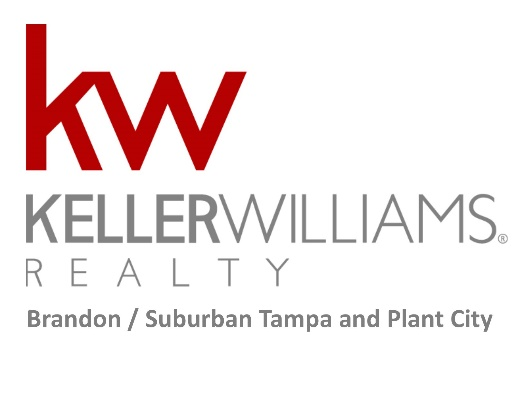 kw
KELLERWILLIAMS®
REALTY
Brandon / Suburban Tampa and Plant City